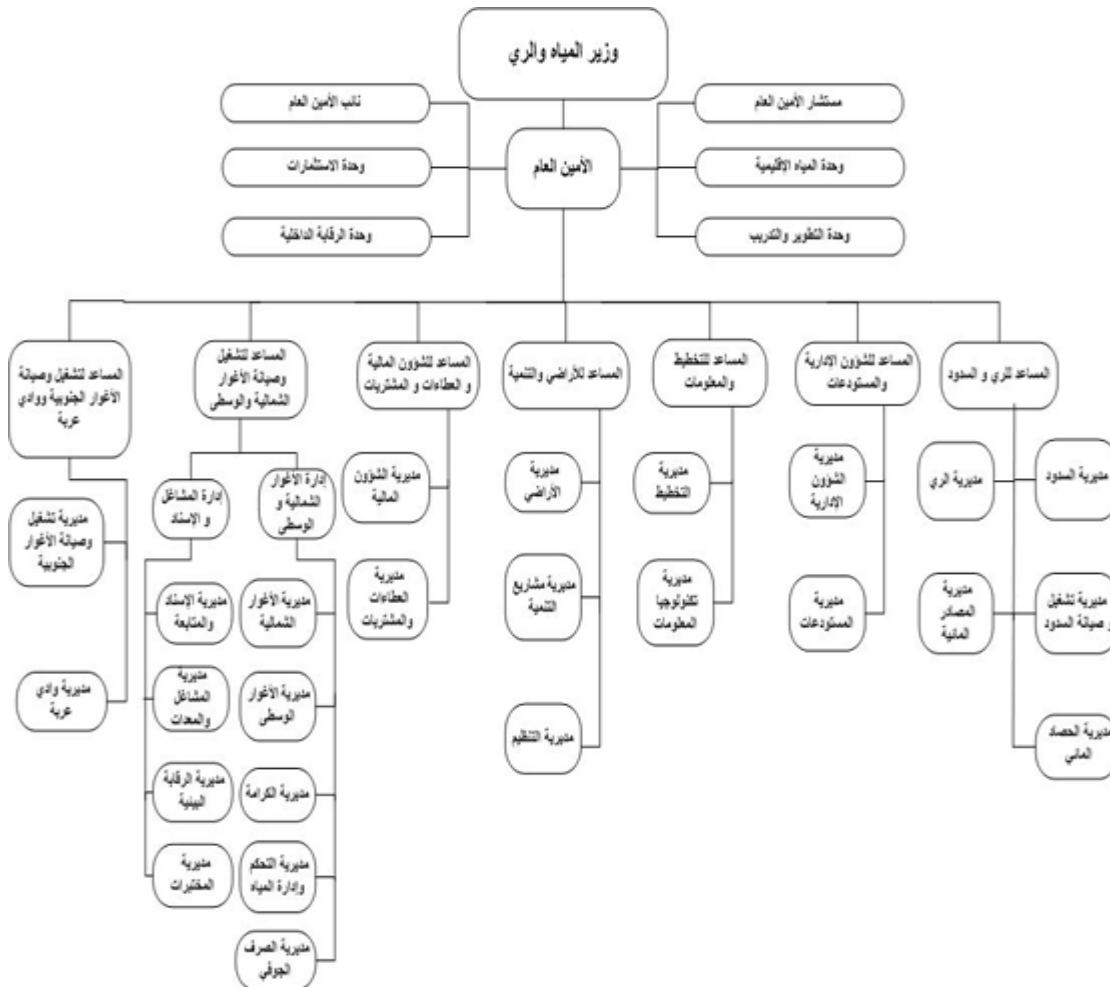 وزير المياه والري
مستشار الأمين العام
نائب الأمين العام
الأمين العام
وحدة المياه الإقليمية
وحدة الاستثمارات
وحدة التطوير والتدريب
وحدة الرقابة الداخلية
المساعد للري و السدود
المساعد للشؤون الإدارية
والمستودعات
المساعد للتخطيط
والمعلومات
المساعد للأراضي والتنمية
المساعد للشؤون المالية
و العطاءات و المشتريات
المساعد لتشغيل
وصيانة الأغوار
الشمالية والوسطى
المساعد لتشغيل وصيانة
الأغوار الجنوبية ووادي
عربة
مديرية السدود
مديرية الري
مديرية تشغيل
و صيانة السدود
مديرية
المصادر
المائية
مديرية الحصاد
المائي
مديرية
الشؤون
الإدارية
مديرية
المستودعات
مديرية
التخطيط
مديرية
تكنولوجيا
المعلومات
مديرية
الأراضي
مديرية مشاريع
التنمية
مديرية التنظيم
مديرية الشؤون
المالية
مديرية
العطاءات
والمشتريات
إدارة الأغوار
الشمالية و
الوسطى
إدارة المشاغل
و الإسناد
مديرية الأغوار
الشمالية
مديرية الأغوار
الوسطى
مديرية الكرامة
مديرية التحكم
وإدارة المياه
مديرية الصرف
الجوفي
مديرية الإسناد
والمتابعة
مديرية
المشاغل
والمعدات
مديرية الرقابة
البيئية
مديرية
المختبرات
مديرية تشغيل
وصيانة الأغوار
الجنوبية
مديرية وادي
عربة